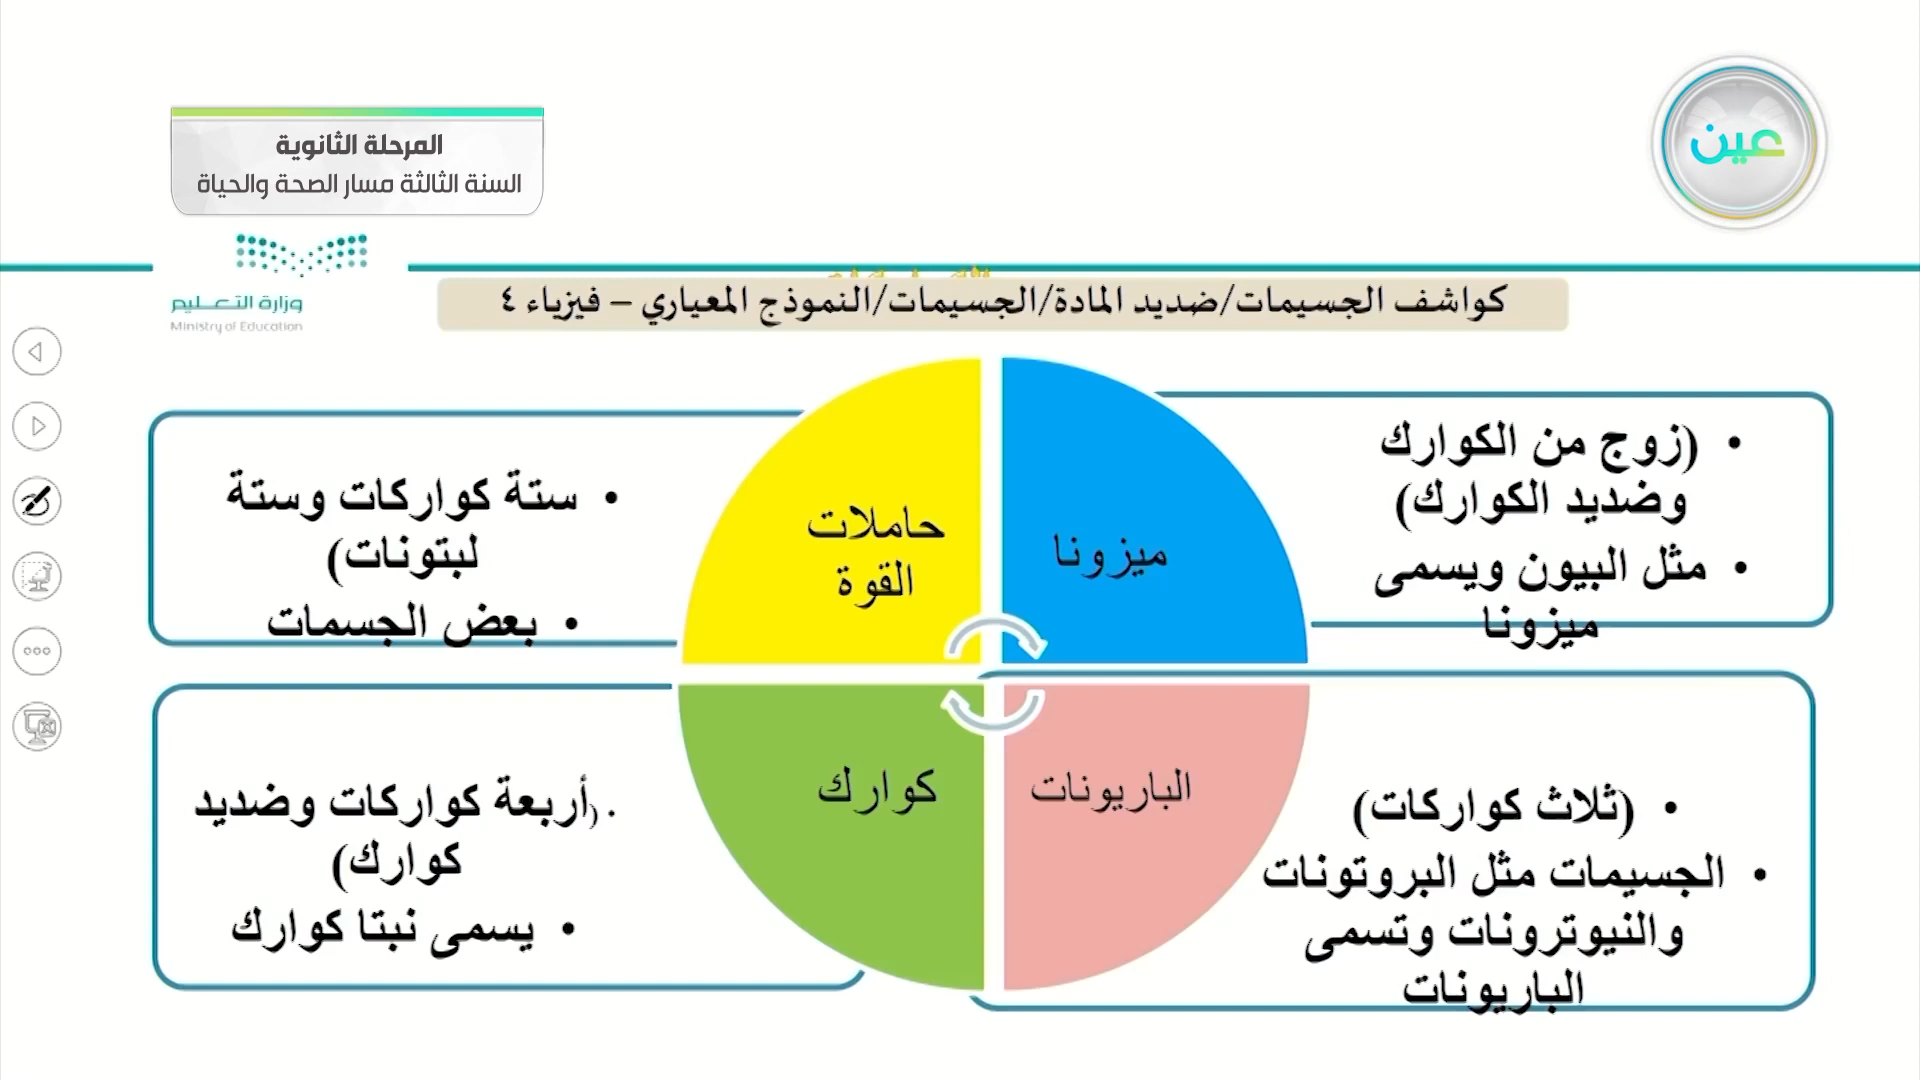 المرحلة الثانوية
السنة الثالثة مسار الصحة والحياة
عين
وزارة التعليم
Ministry of Education
كواشف الجسيمات/ضديد المادة/الجسيمات/النموذج المعياري – فيزياء ٤
• (زوج من الكوارك
وضديد الكوارك)
• مثل البيون ويسمى
ميزونا
ميزونا
حاملات
القوة
• ستة كواركات وستة
لبتونات)
• بعض الجسمات
الباريونات
• (ثلاث كواركات)
• الجسيمات مثل البروتونات
والنيوترونات وتسمى
الباريونات
كوارك
. (أربعة كواركات وضديد
كوارك)
• يسمى نبتا كوارك